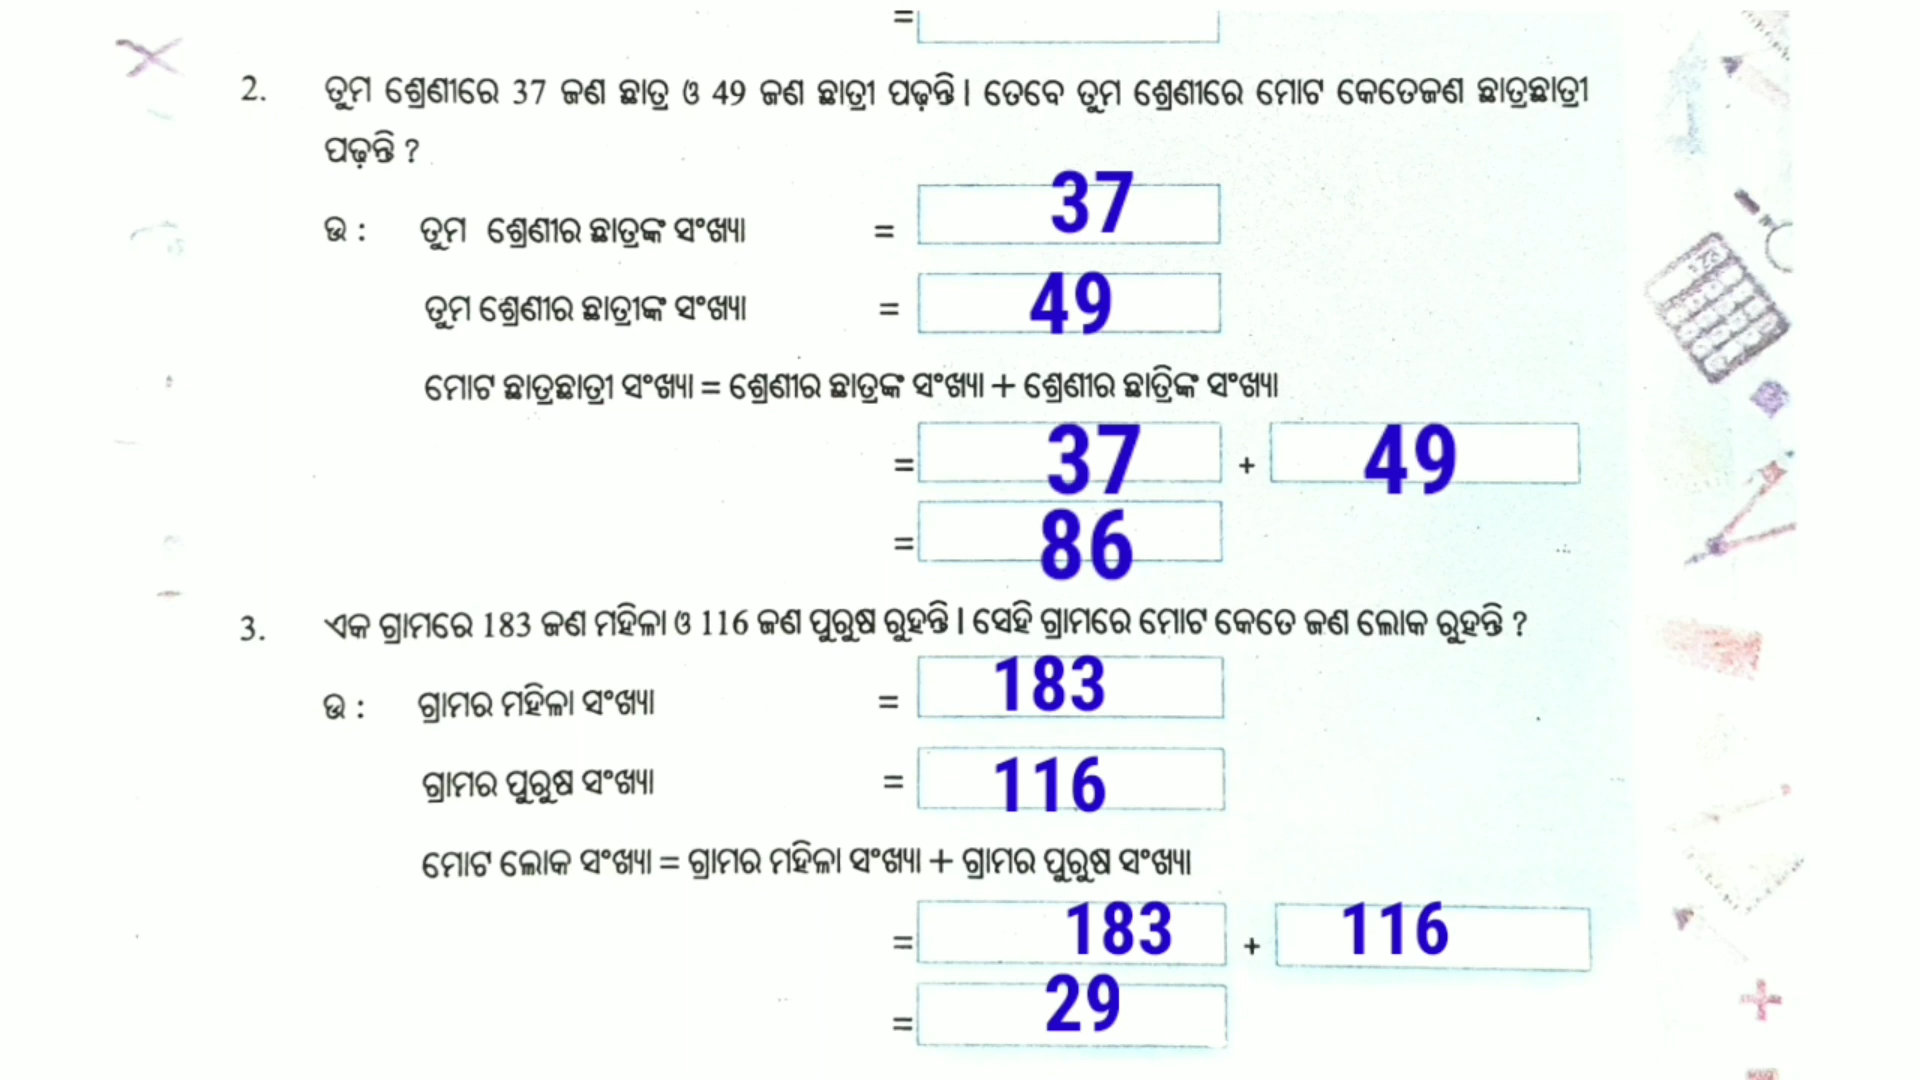 =
2. ତୁମ ଶ୍ରେଣୀରେ 37 ଜଣ ଛାତ୍ର ଓ 49 ଜଣ ଛାତ୍ରୀ ପଢ଼ନ୍ତି। ତେବେ ତୁମ ଶ୍ରେଣୀରେ ମୋଟ କେତେଜଣ ଛାତ୍ରଛାତ୍ରୀ
ପଢ଼ନ୍ତି ?
ଉ : ତୁମ ଶ୍ରେଣୀର ଛାତ୍ରଙ୍କ ସଂଖ୍ୟା = 37
ତୁମ ଶ୍ରେଣୀର ଛାତ୍ରୀଙ୍କ ସଂଖ୍ୟା = 49
ମୋଟ ଛାତ୍ରଛାତ୍ରୀ ସଂଖ୍ୟା = ଶ୍ରେଣୀର ଛାତ୍ରଙ୍କ ସଂଖ୍ୟା + ଶ୍ରେଣୀର ଛାତ୍ରିଙ୍କ ସଂଖ୍ୟା
= 37 + 49
= 86
3. ଏକ ଗ୍ରାମରେ 183 ଜଣ ମହିଳା ଓ 116 ଜଣ ପୁରୁଷ ରୁହନ୍ତି । ସେହି ଗ୍ରାମରେ ମୋଟ କେତେ ଜଣ ଲୋକ ରୁହନ୍ତି ?
ଉ : ଗ୍ରାମର ମହିଳା ସଂଖ୍ୟା = 183
ଗ୍ରାମର ପୁରୁଷ ସଂଖ୍ୟା = 116
ମୋଟ ଲୋକ ସଂଖ୍ୟା = ଗ୍ରାମର ମହିଳା ସଂଖ୍ୟା + ଗ୍ରାମର ପୁରୁଷ ସଂଖ୍ୟା
= 183 + 116
= 29